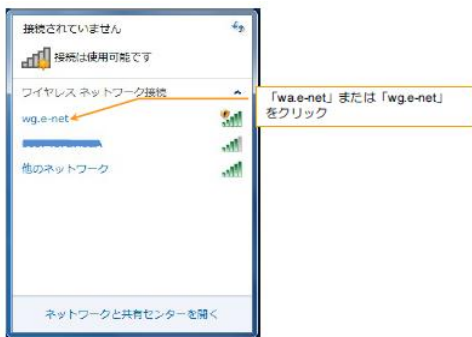 接続されていません
接続は使用可能です
ワイヤレス ネットワーク接続
wg.e-net
他のネットワーク
ネットワークと共有センターを開く
「wa.e-net」または「wg.e-net」
をクリック